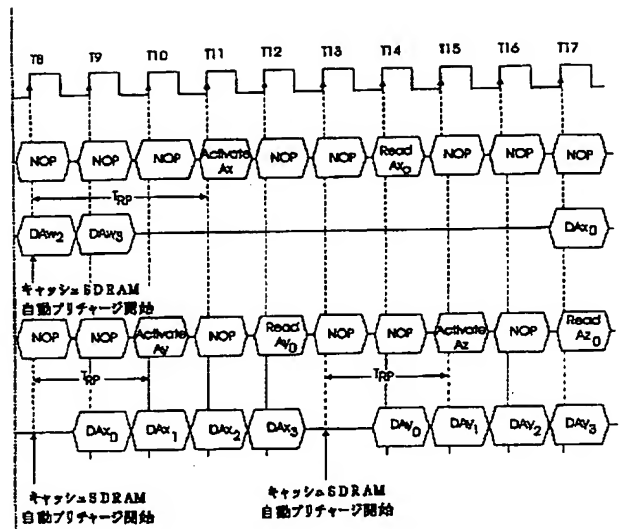 T8 T9 T10 T11 T12 T13 T14 T15 T16 T17
NOP NOP NOP Activate Ax NOP NOP Read Ax0 NOP NOP NOP
TRP
DAw2 DAw3 DAx0
キャッシュSDRAM
自動プリチャージ開始
NOP NOP Activate Ay NOP Read Ay0 NOP NOP Activate Az NOP Read Az0
TRP TRP
DAx0 DAx1 DAx2 DAx3 DAy0 DAy1 DAy2 DAy3
キャッシュSDRAM キャッシュSDRAM
自動プリチャージ開始 自動プリチャージ開始